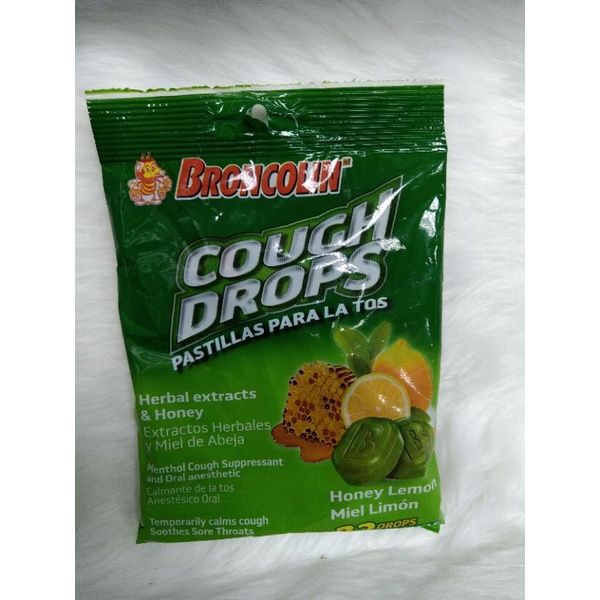 BRONCOLIN
COUGH
DROPS
PASTILLAS PARA LA TOS
Herbal extracts
& Honey
Extractos Herbales
y Miel de Abeja
Menthol Cough Suppressant
and Oral anesthetic
Calmante de la tos
Anestésico Oral
Temporarily calms cough
Soothes Sore Throats
B
B
Honey Lemon
Miel Limón
DROPS